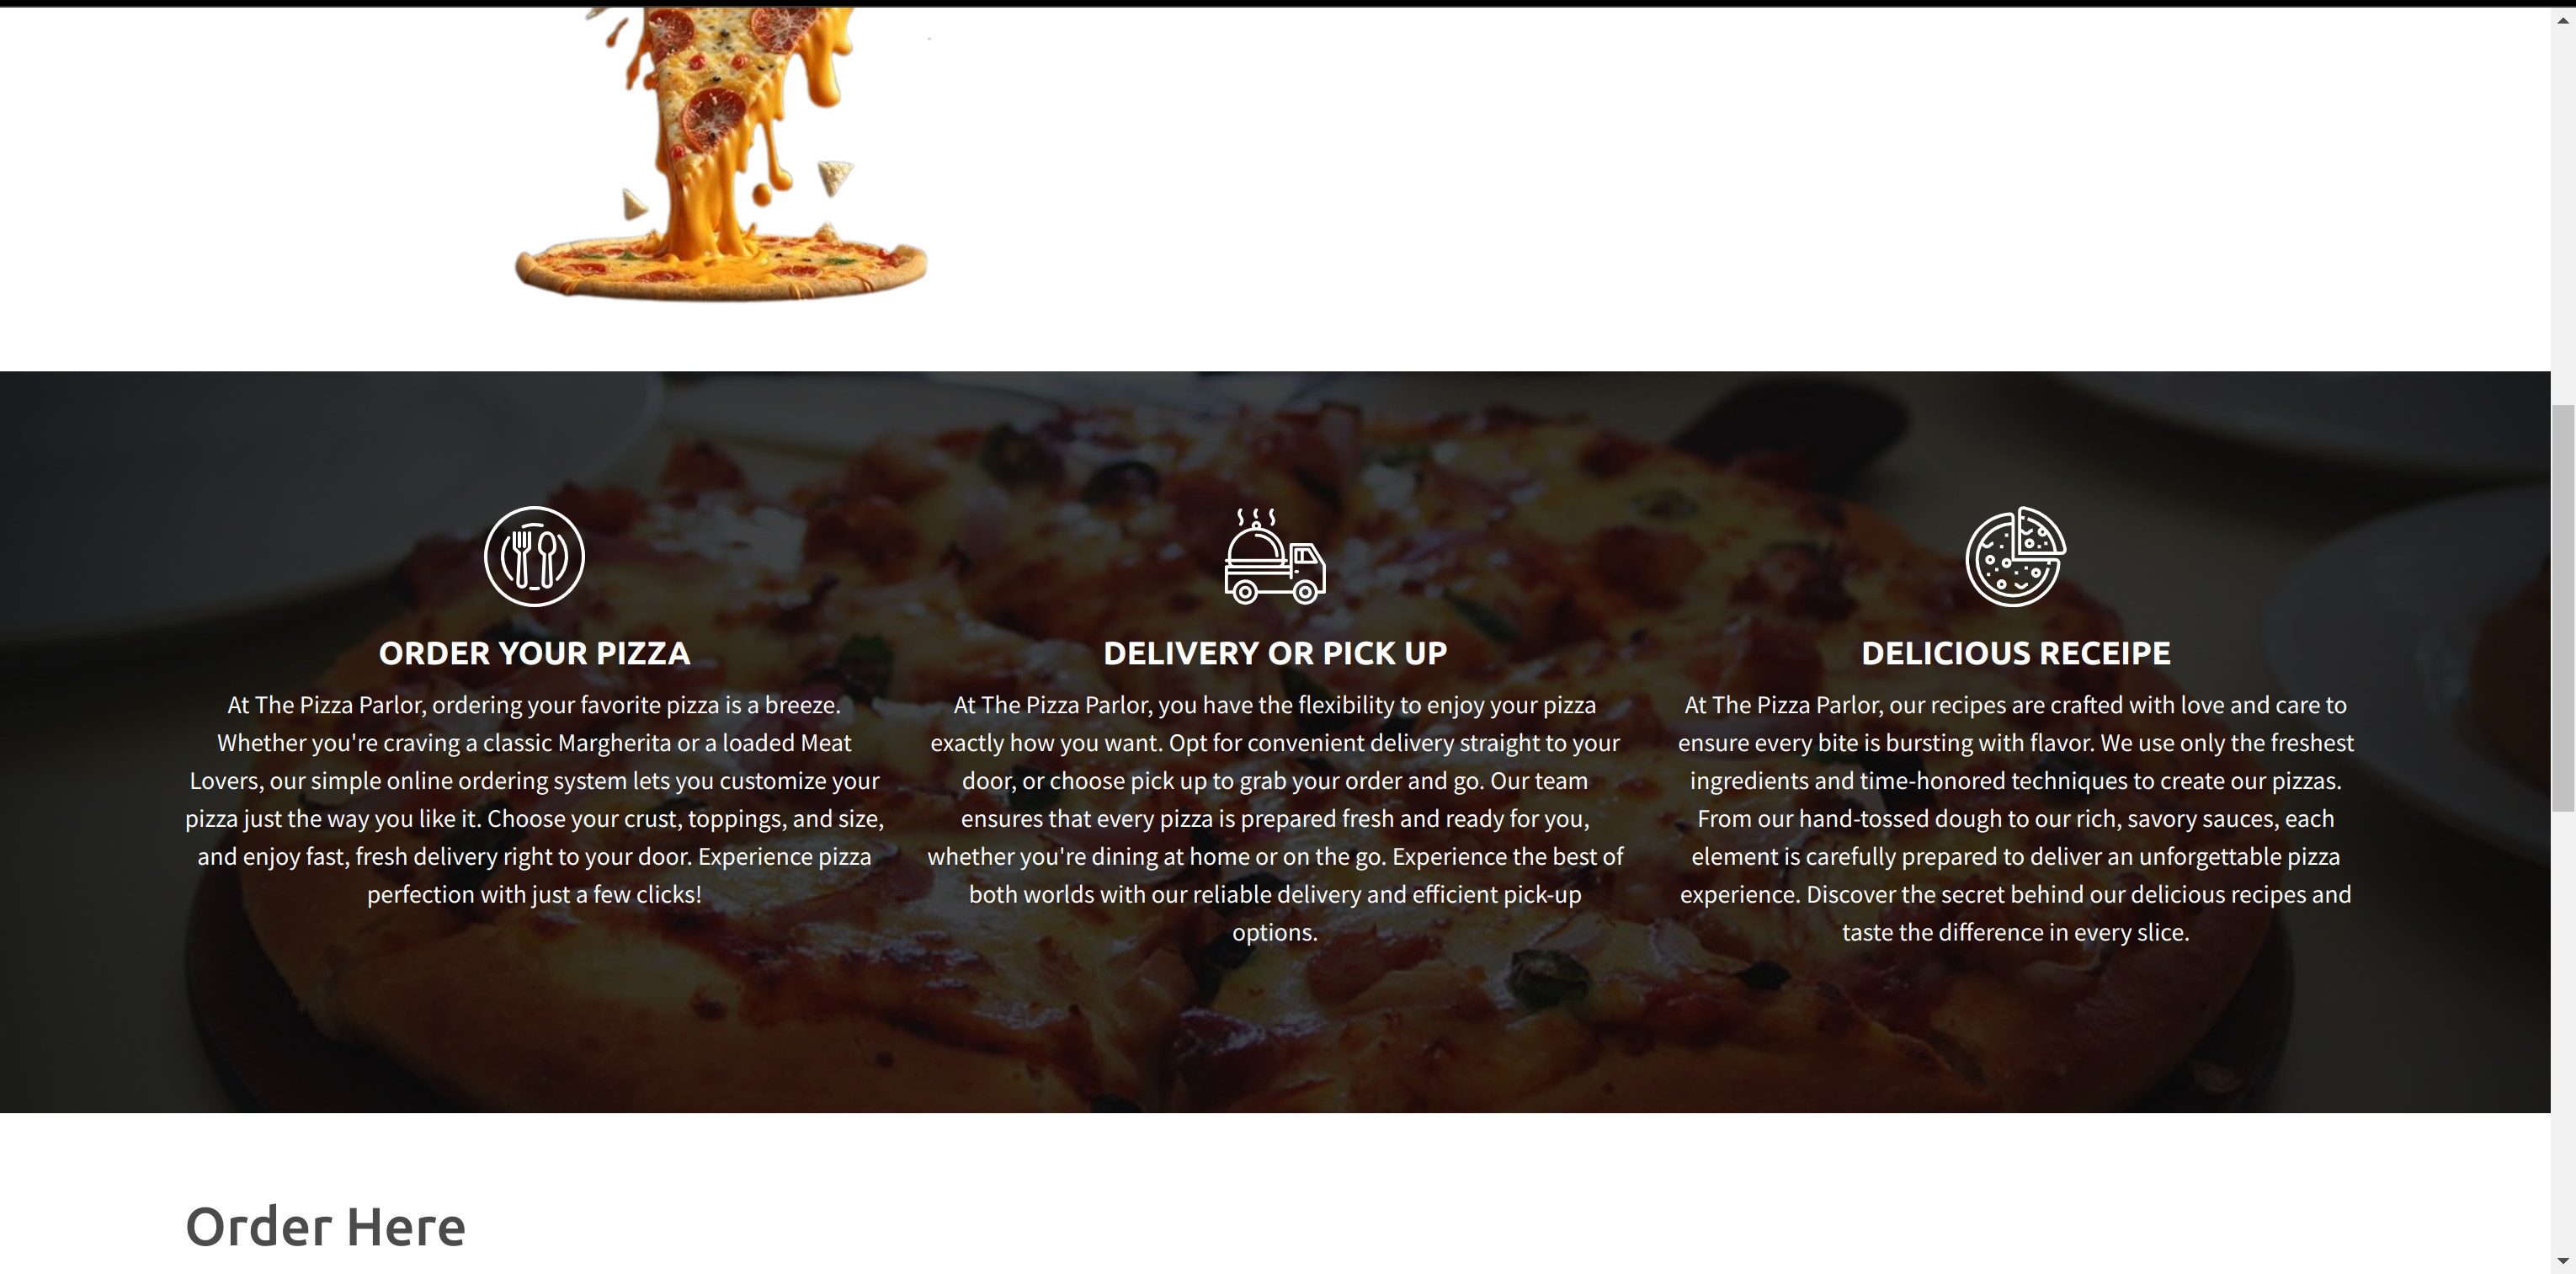 ORDER YOUR PIZZA
At The Pizza Parlor, ordering your favorite pizza is a breeze.
Whether you're craving a classic Margherita or a loaded Meat
Lovers, our simple online ordering system lets you customize your
pizza just the way you like it. Choose your crust, toppings, and size,
and enjoy fast, fresh delivery right to your door. Experience pizza
perfection with just a few clicks!
DELIVERY OR PICK UP
At The Pizza Parlor, you have the flexibility to enjoy your pizza
exactly how you want. Opt for convenient delivery straight to your
door, or choose pick up to grab your order and go. Our team
ensures that every pizza is prepared fresh and ready for you,
whether you're dining at home or on the go. Experience the best of
both worlds with our reliable delivery and efficient pick-up
options.
DELICIOUS RECEIPE
At The Pizza Parlor, our recipes are crafted with love and care to
ensure every bite is bursting with flavor. We use only the freshest
ingredients and time-honored techniques to create our pizzas.
From our hand-tossed dough to our rich, savory sauces, each
element is carefully prepared to deliver an unforgettable pizza
experience. Discover the secret behind our delicious recipes and
taste the difference in every slice.
Order Here